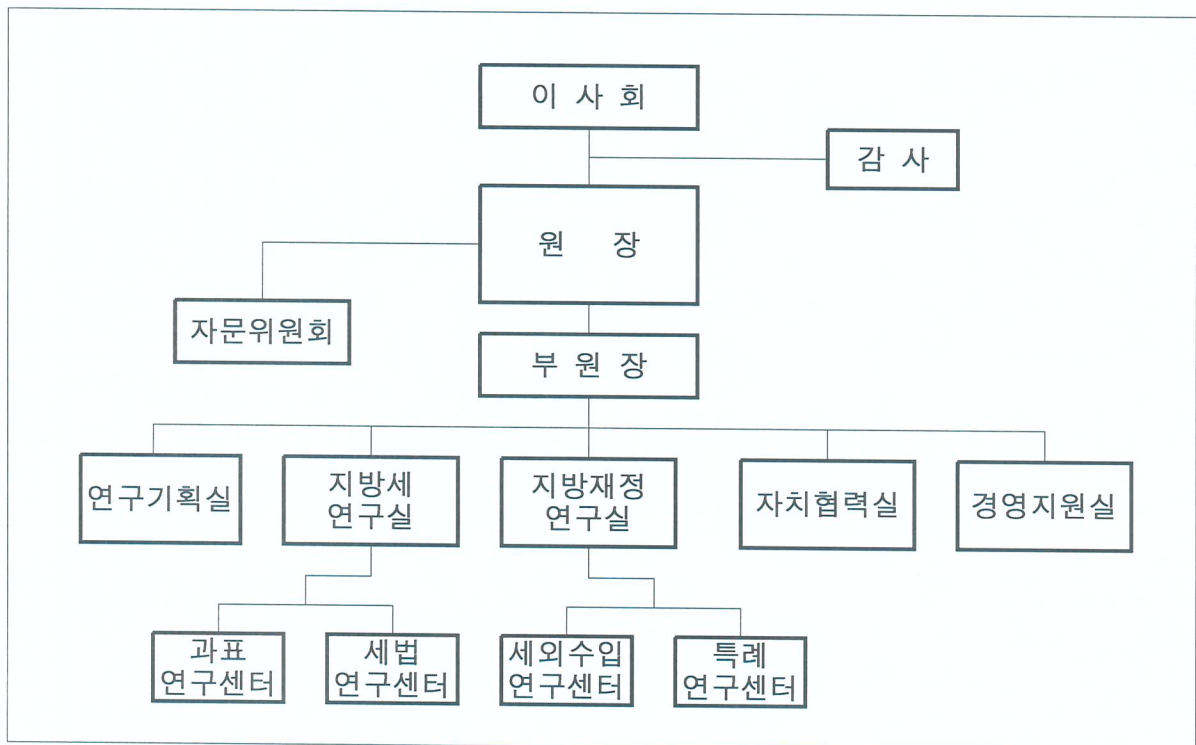 이 사 회
감 사
원 장
자문위원회
부 원 장
연구기획실
지방세
연구실
지방재정
연구실
자치협력실
경영지원실
과표
연구센터
세법
연구센터
세외수입
연구센터
특례
연구센터